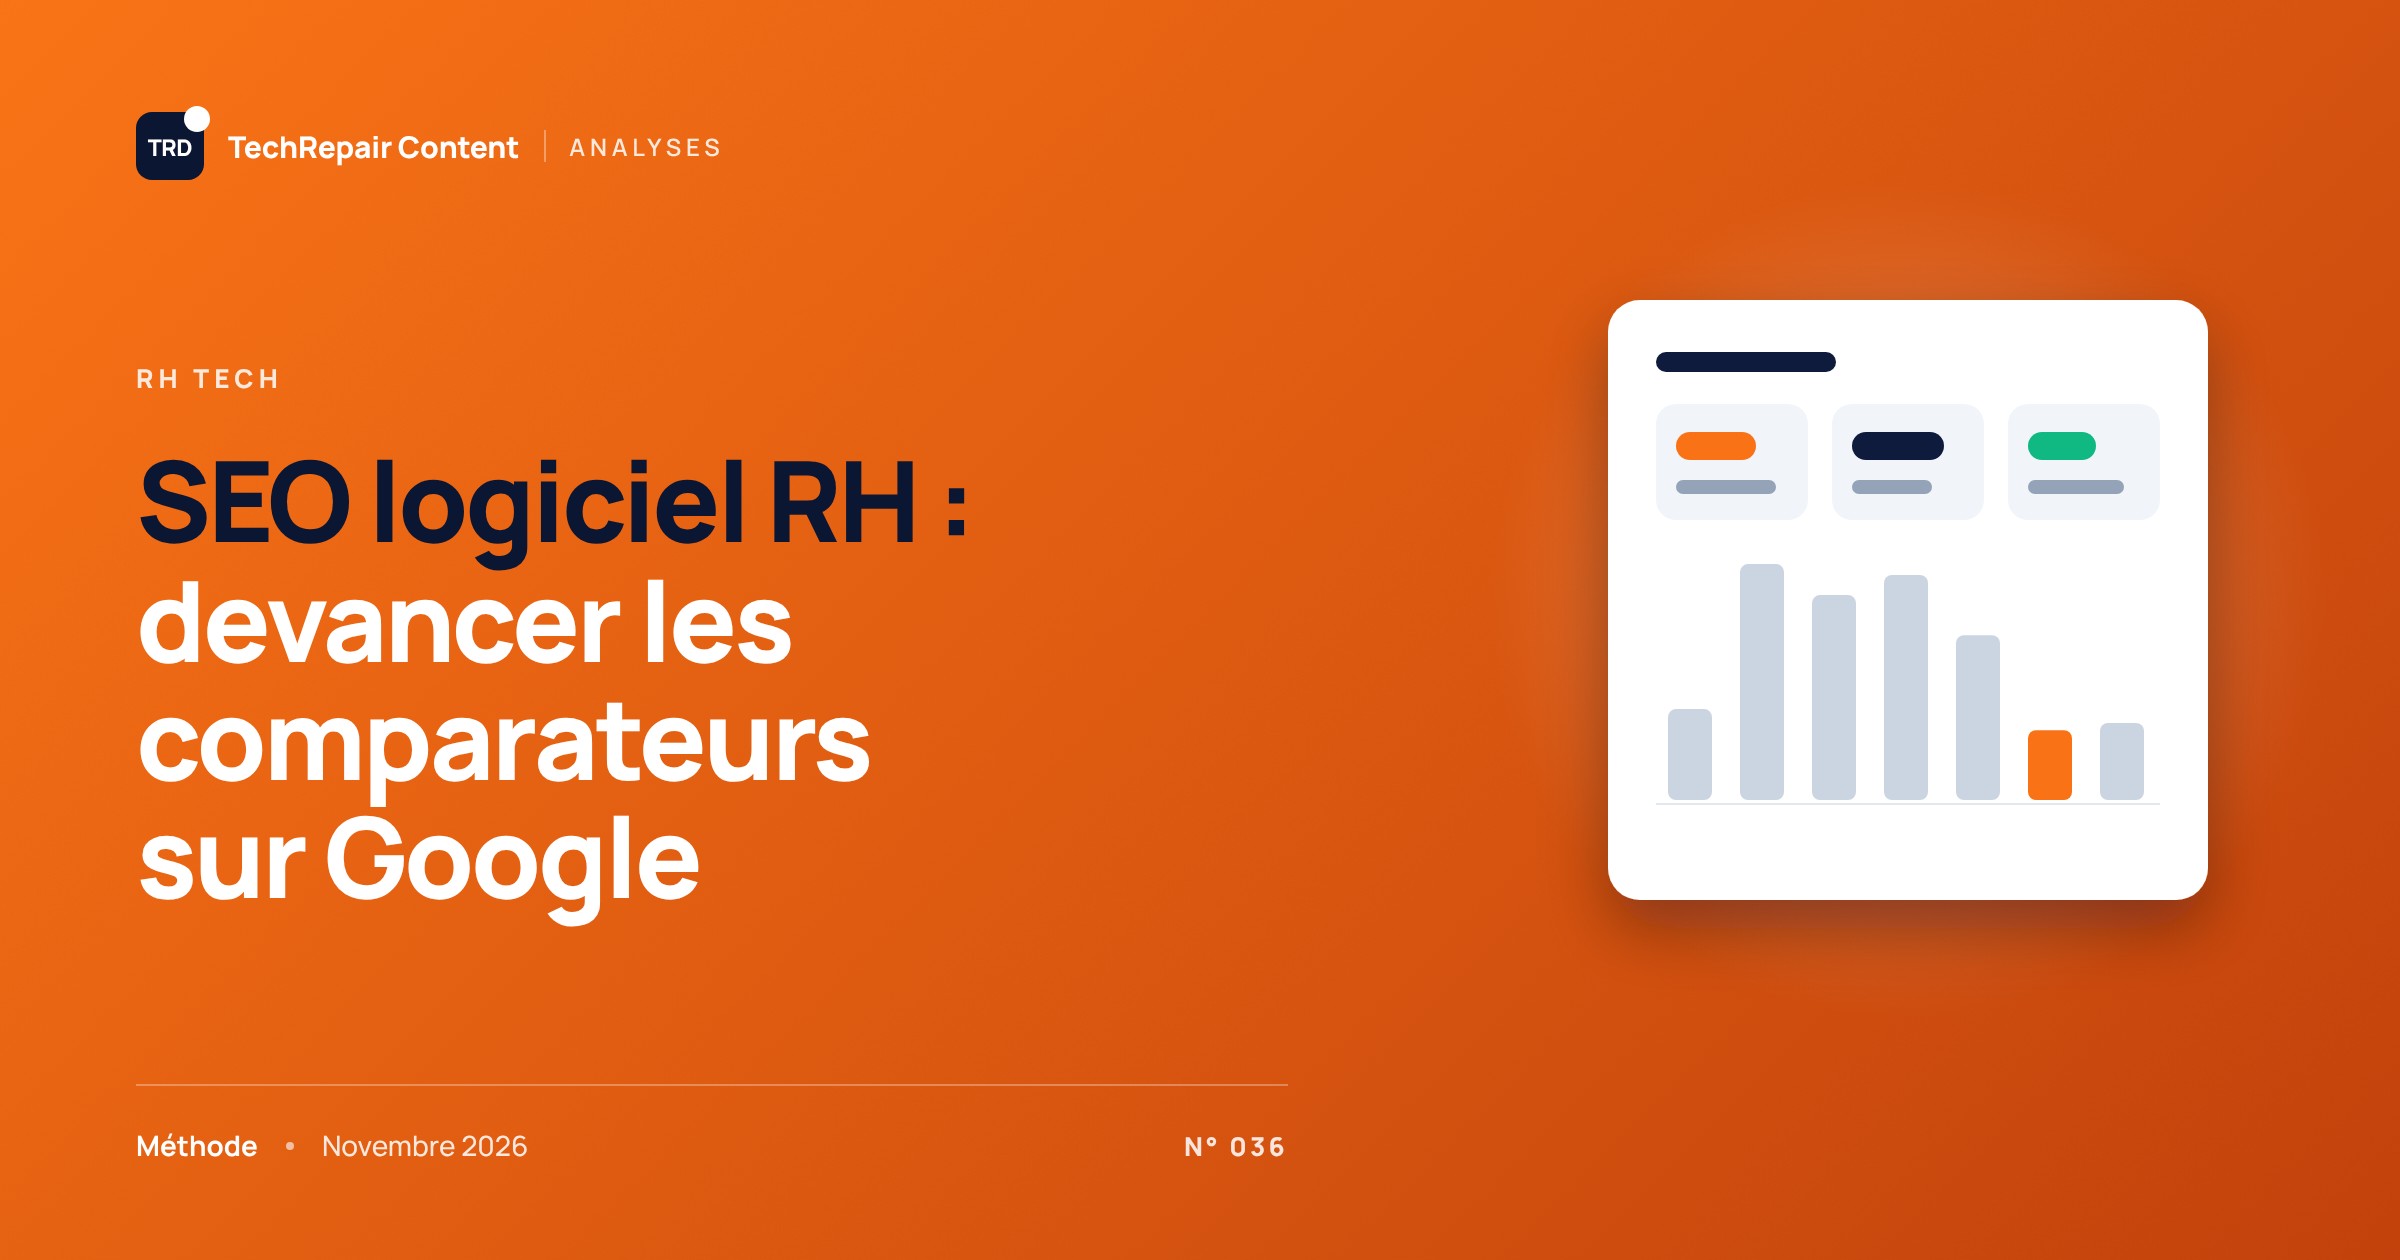 TRD
TechRepair Content | ANALYSES
RH TECH
SEO logiciel RH :
devancer les
comparateurs
sur Google
Méthode • Novembre 2026
N° 036